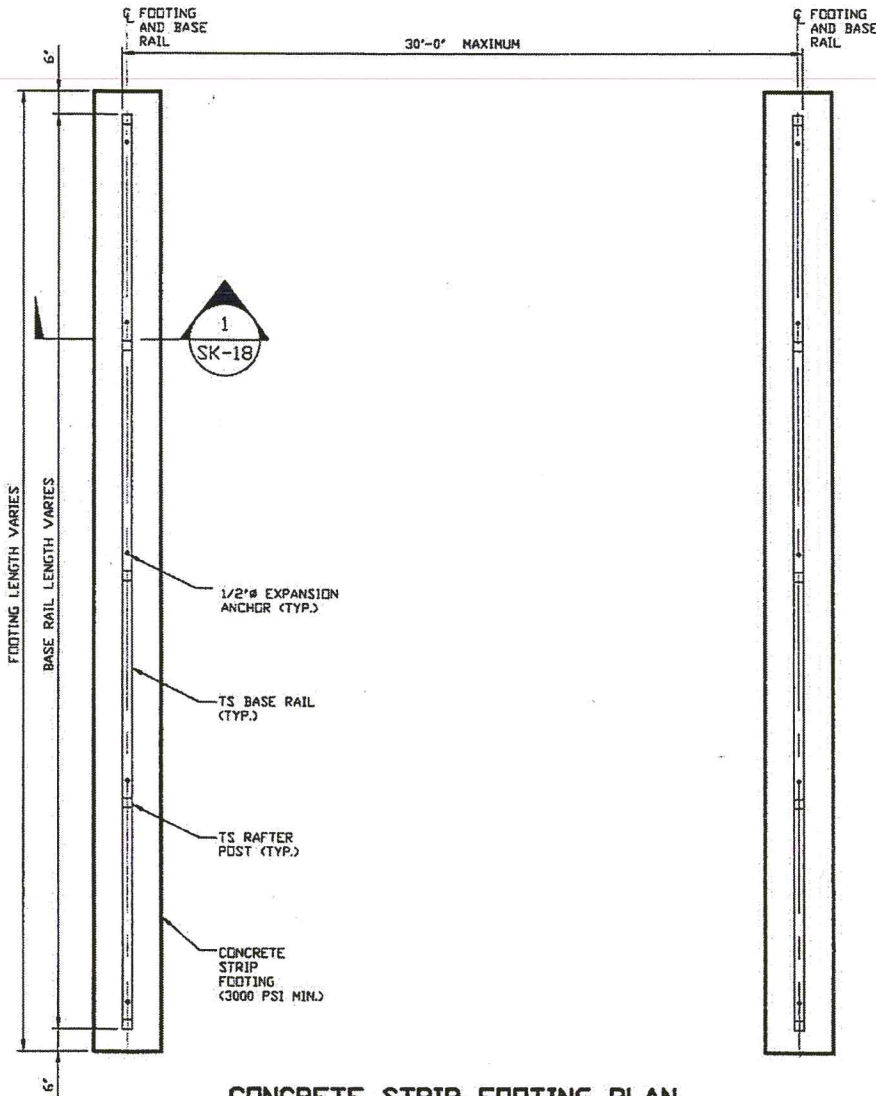 ℄ FOOTING
AND BASE
RAIL
30'-0" MAXIMUM
℄ FOOTING
AND BASE
RAIL
6"
FOOTING LENGTH VARIES
BASE RAIL LENGTH VARIES
1
SK-18
1/2"ø EXPANSION
ANCHOR (TYP.)
TS BASE RAIL
(TYP.)
TS RAFTER
POST (TYP.)
CONCRETE
STRIP
FOOTING
(3000 PSI MIN.)
6"
CONCRETE STRIP FOOTING PLAN